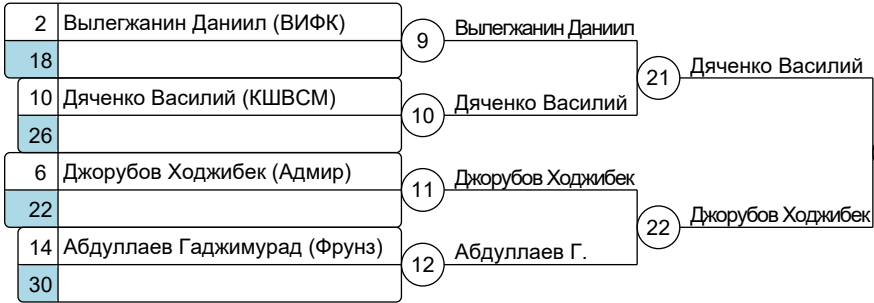 2 Вылегжанин Даниил (ВИФК)
18
9
Вылегжанин Даниил
10 Дяченко Василий (КШВСМ)
26
10
Дяченко Василий
21
Дяченко Василий
6 Джорубов Ходжибек (Адмир)
22
11
Джорубов Ходжибек
14 Абдуллаев Гаджимурад (Фрунз)
30
12
Абдуллаев Г.
22
Джорубов Ходжибек